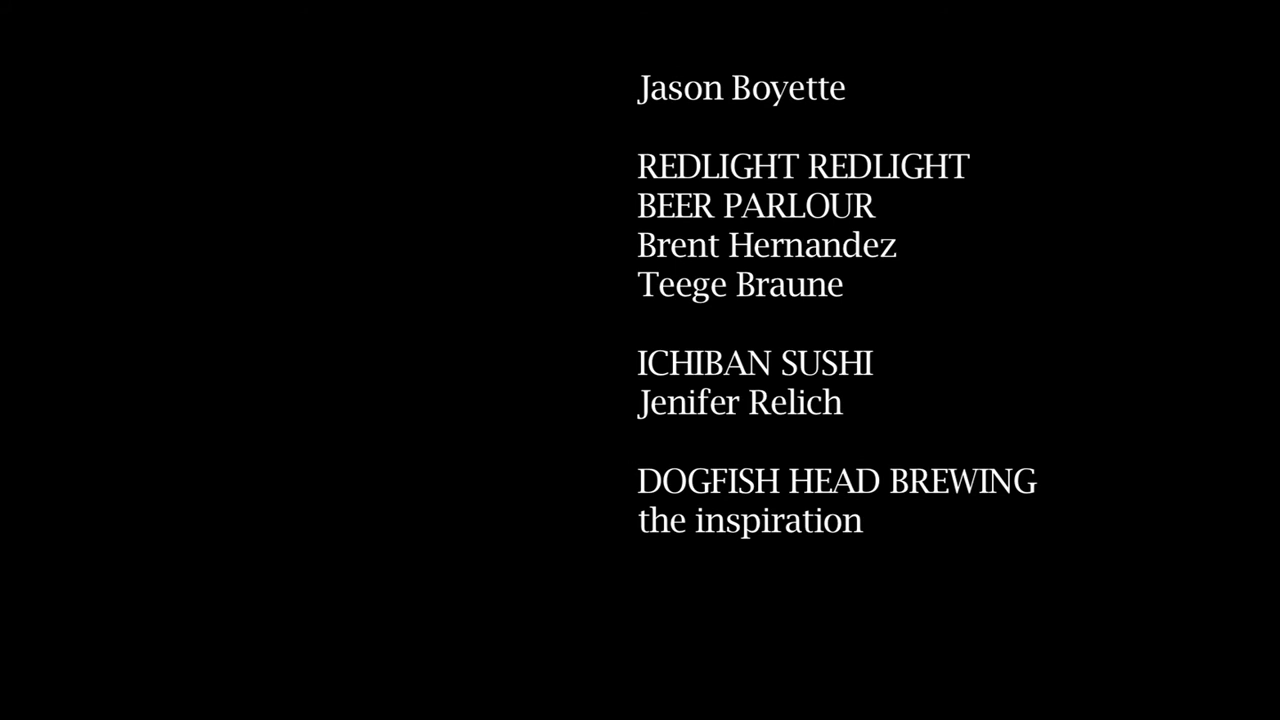 Jason Boyette
REDLIGHT REDLIGHT
BEER PARLOUR
Brent Hernandez
Teege Braune
ICHIBAN SUSHI
Jenifer Relich
DOGFISH HEAD BREWING
the inspiration